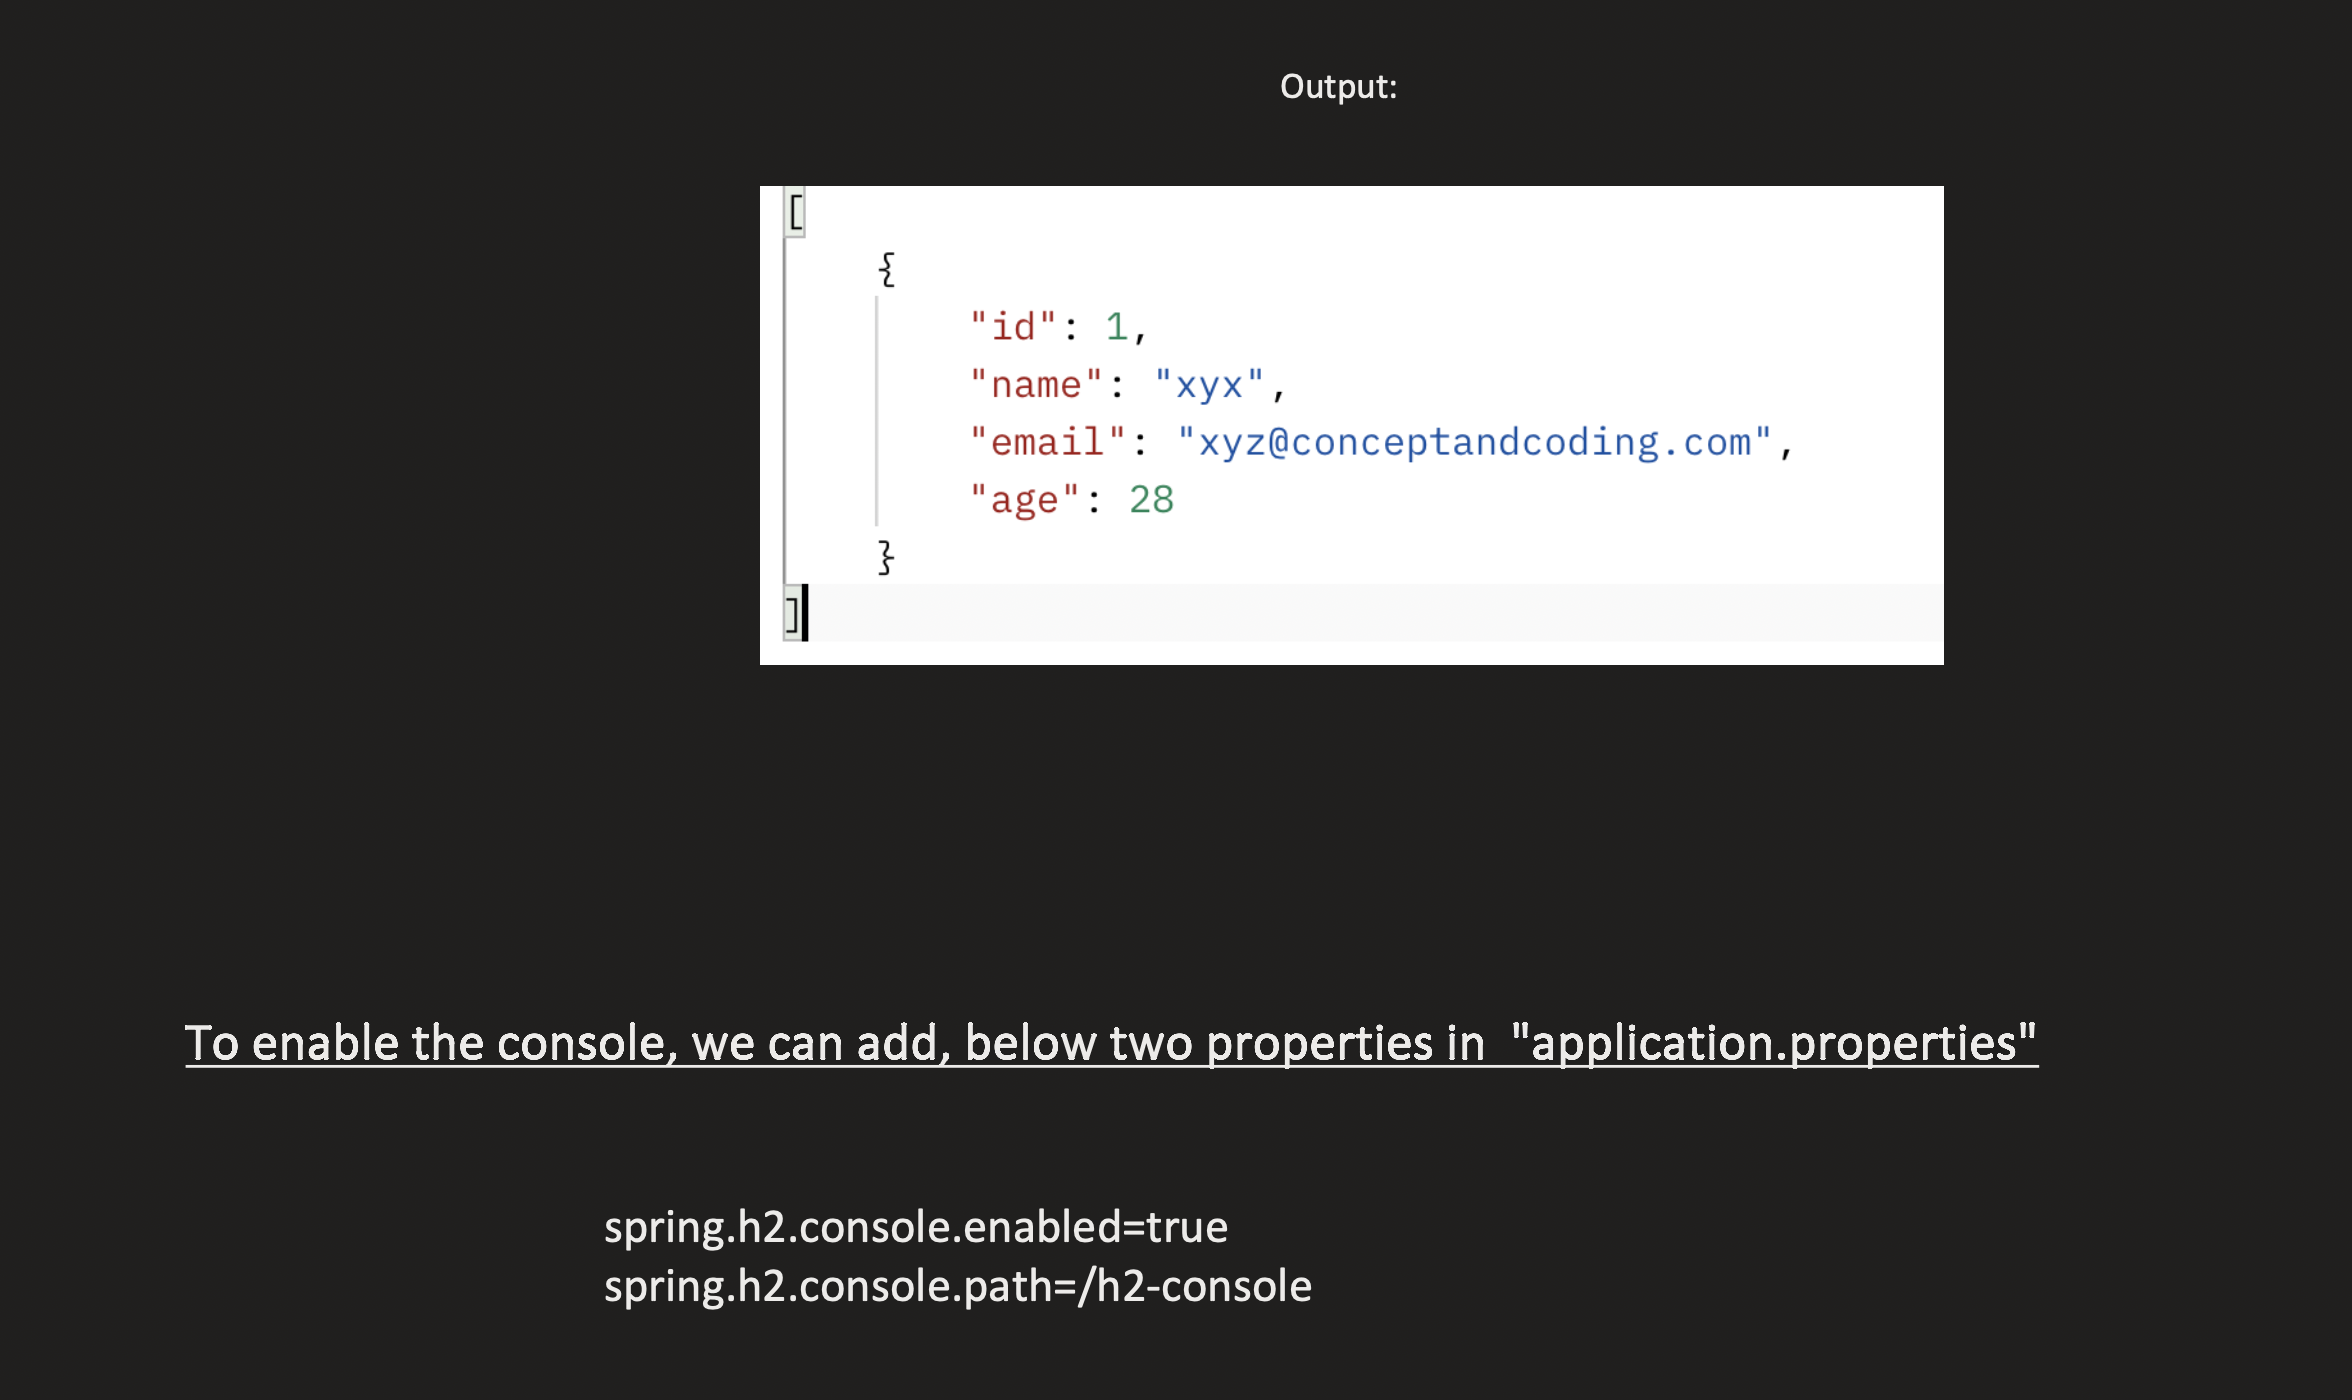 Output:
[
{
"id": 1,
"name": "xyx",
"email": "xyz@conceptandcoding.com",
"age": 28
}
]
To enable the console, we can add, below two properties in  "application.properties"
spring.h2.console.enabled=true
spring.h2.console.path=/h2-console